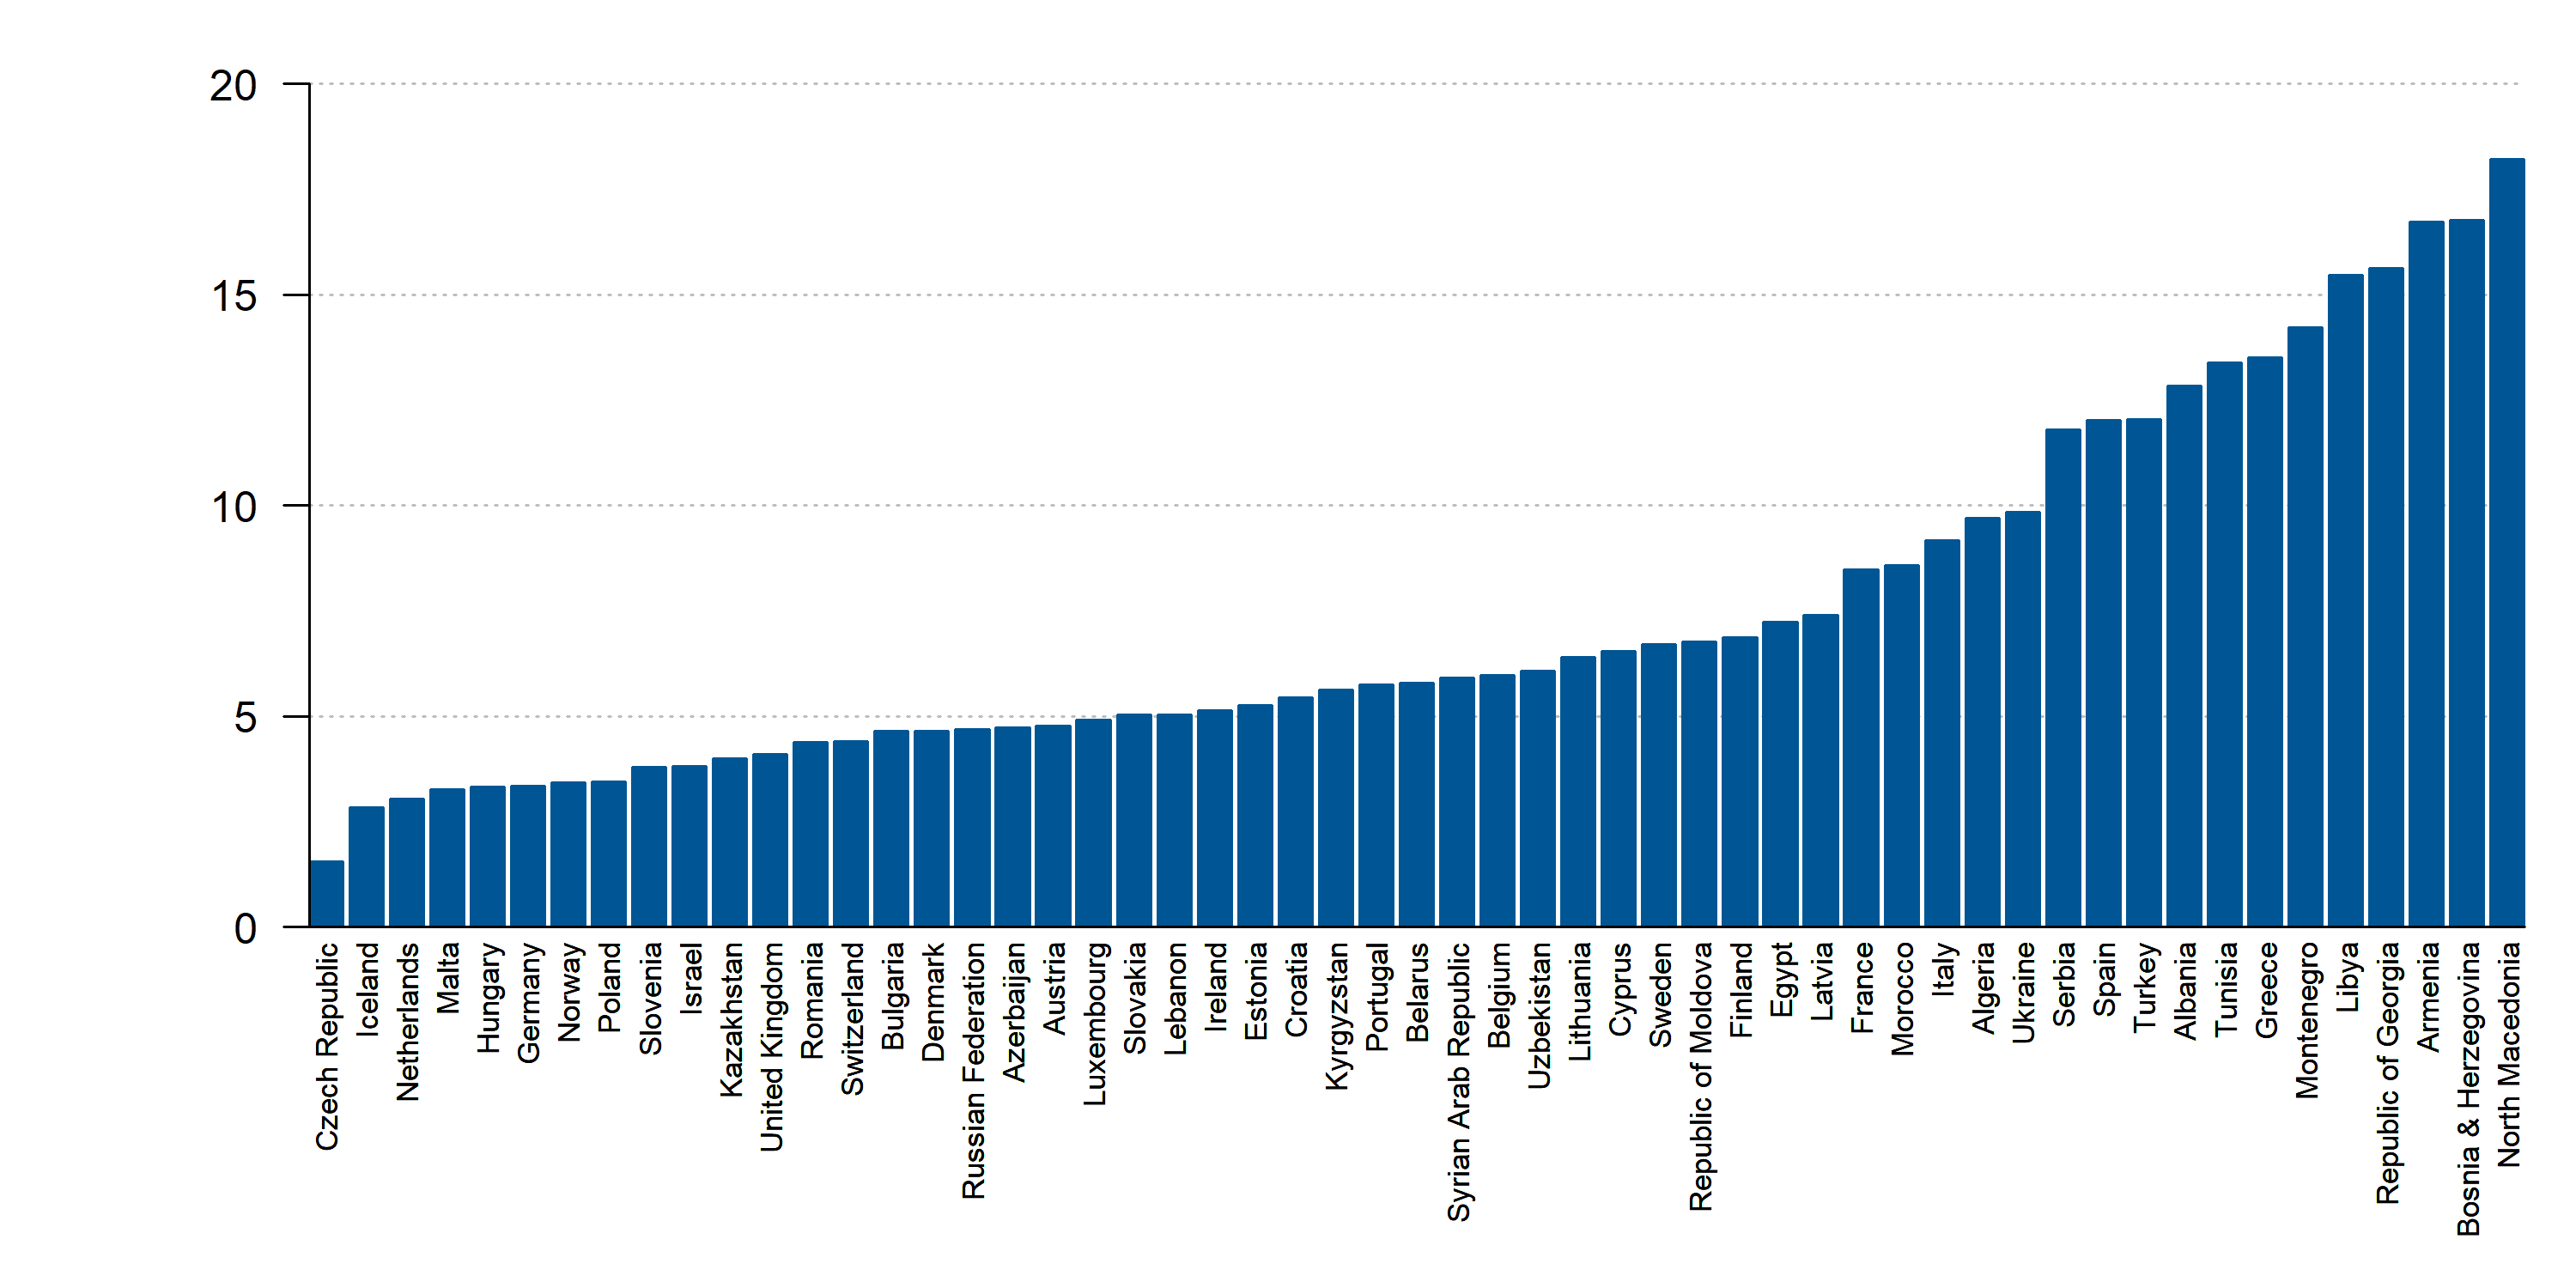 20
15
10
5
0
Czech Republic
Iceland
Netherlands
Malta
Hungary
Germany
Norway
Poland
Slovenia
Israel
Kazakhstan
United Kingdom
Romania
Switzerland
Bulgaria
Denmark
Russian Federation
Azerbaijan
Austria
Luxembourg
Slovakia
Lebanon
Ireland
Estonia
Croatia
Kyrgyzstan
Portugal
Belarus
Syrian Arab Republic
Belgium
Uzbekistan
Lithuania
Cyprus
Sweden
Republic of Moldova
Finland
Egypt
Latvia
France
Morocco
Italy
Algeria
Ukraine
Serbia
Spain
Turkey
Albania
Tunisia
Greece
Montenegro
Libya
Republic of Georgia
Armenia
Bosnia & Herzegovina
North Macedonia